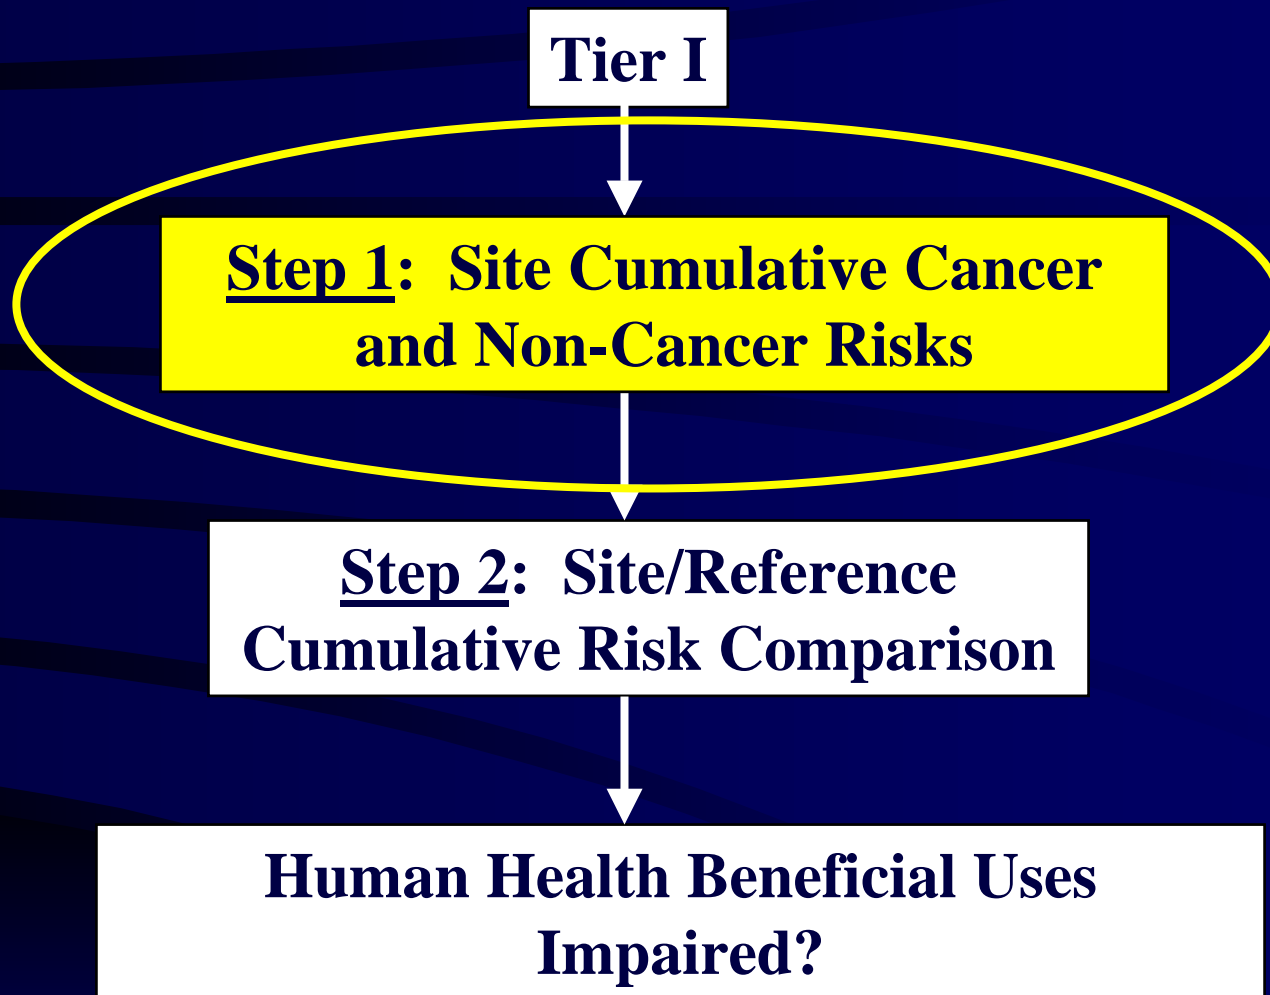 Tier I
Step 1:  Site Cumulative Cancer
and Non-Cancer Risks
Step 2:  Site/Reference
Cumulative Risk Comparison
Human Health Beneficial Uses
Impaired?